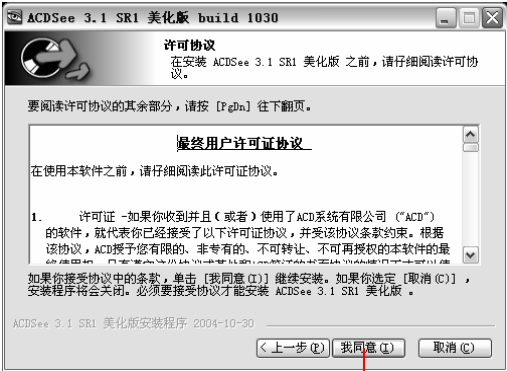 ACDSee 3.1 SR1 美化版 build 1030
许可协议
在安装 ACDSee 3.1 SR1 美化版 之前，请仔细阅读许可协
议。
要阅读许可协议的其余部分，请按 [PgDn] 往下翻页。
最终用户许可证协议
在使用本软件之前，请仔细阅读此许可证协议。
1. 许可证 -如果你收到并且(或者)使用了ACD系统有限公司 ("ACD")
的软件，就代表你已经接受了以下许可证协议，并受该协议条款约束。根据
该协议，ACD授予您有限的、非专有的、不可转让、不可再授权的本软件的最
如果你接受协议中的条款，单击 [我同意(I)] 继续安装。如果你选定 [取消(C)] ，
安装程序将会关闭。必须要接受协议才能安装 ACDSee 3.1 SR1 美化版 。
ACDSee 3.1 SR1 美化版安装程序 2004-10-30
< 上一步(P) 我同意(I) 取消(C)